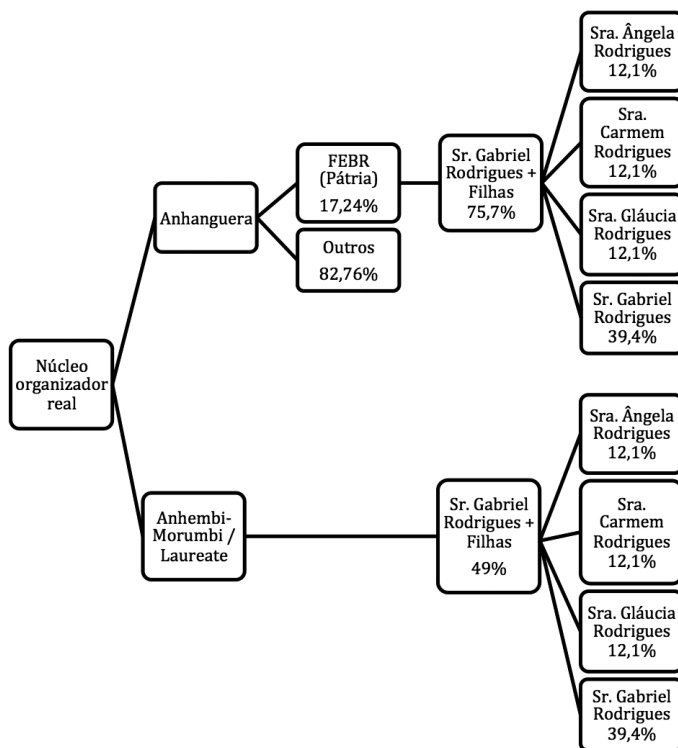 Sra. Ângela
Rodrigues
12,1%
Sra.
Carmem
Rodrigues
12,1%
FEBR
(Pátria)
17,24%
Sr. Gabriel
Rodrigues +
Filhas
75,7%
Anhanguera
Sra. Gláucia
Rodrigues
12,1%
Outros
82,76%
Sr. Gabriel
Rodrigues
39,4%
Núcleo
organizador
real
Sra. Ângela
Rodrigues
12,1%
Anhembi-
Morumbi /
Laureate
Sr. Gabriel
Rodrigues +
Filhas
49%
Sra.
Carmem
Rodrigues
12,1%
Sra. Gláucia
Rodrigues
12,1%
Sr. Gabriel
Rodrigues
39,4%